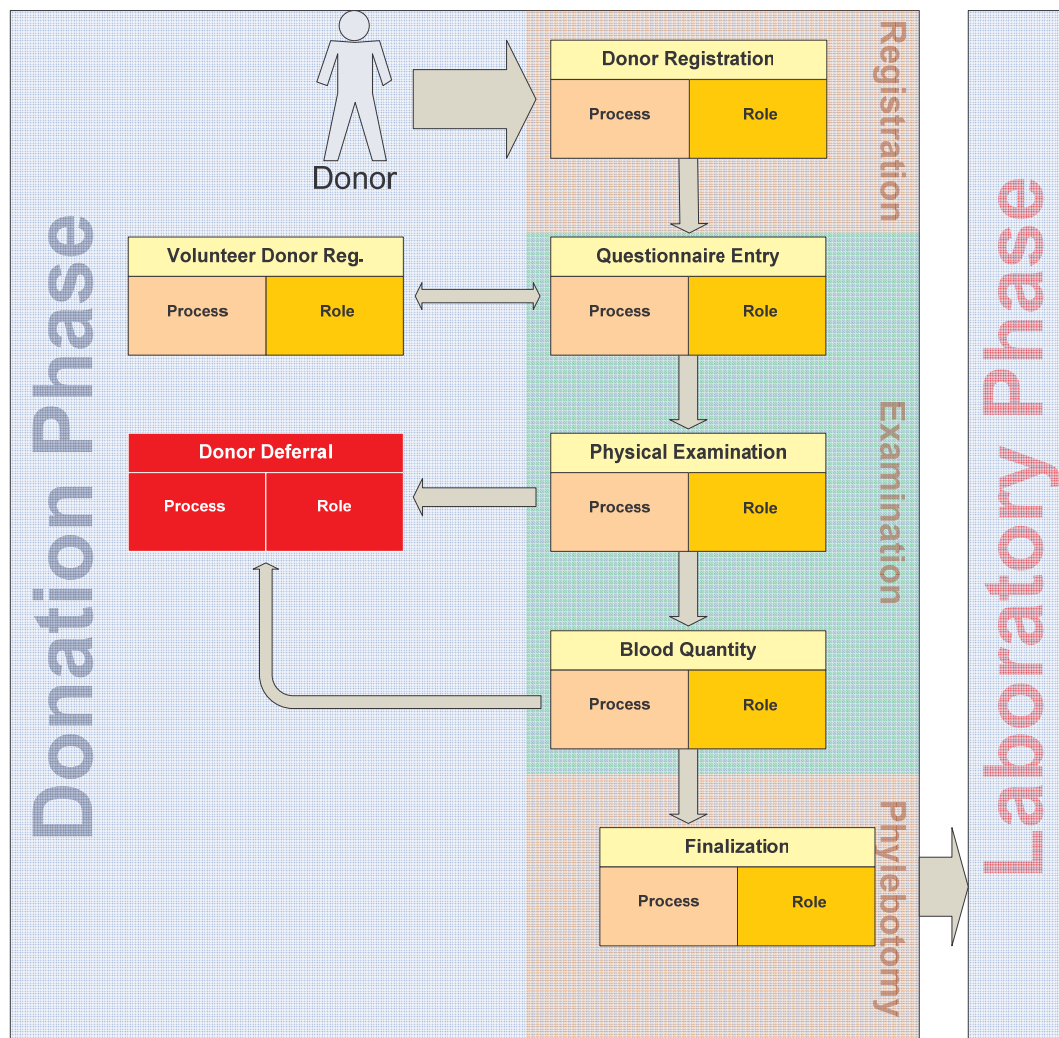 Donor
Donation Phase
Registration
Donor Registration
Process Role
Volunteer Donor Reg.
Process Role
Questionnaire Entry
Process Role
Examination
Donor Deferral
Process Role
Physical Examination
Process Role
Blood Quantity
Process Role
Phylebotomy
Finalization
Process Role
Laboratory Phase